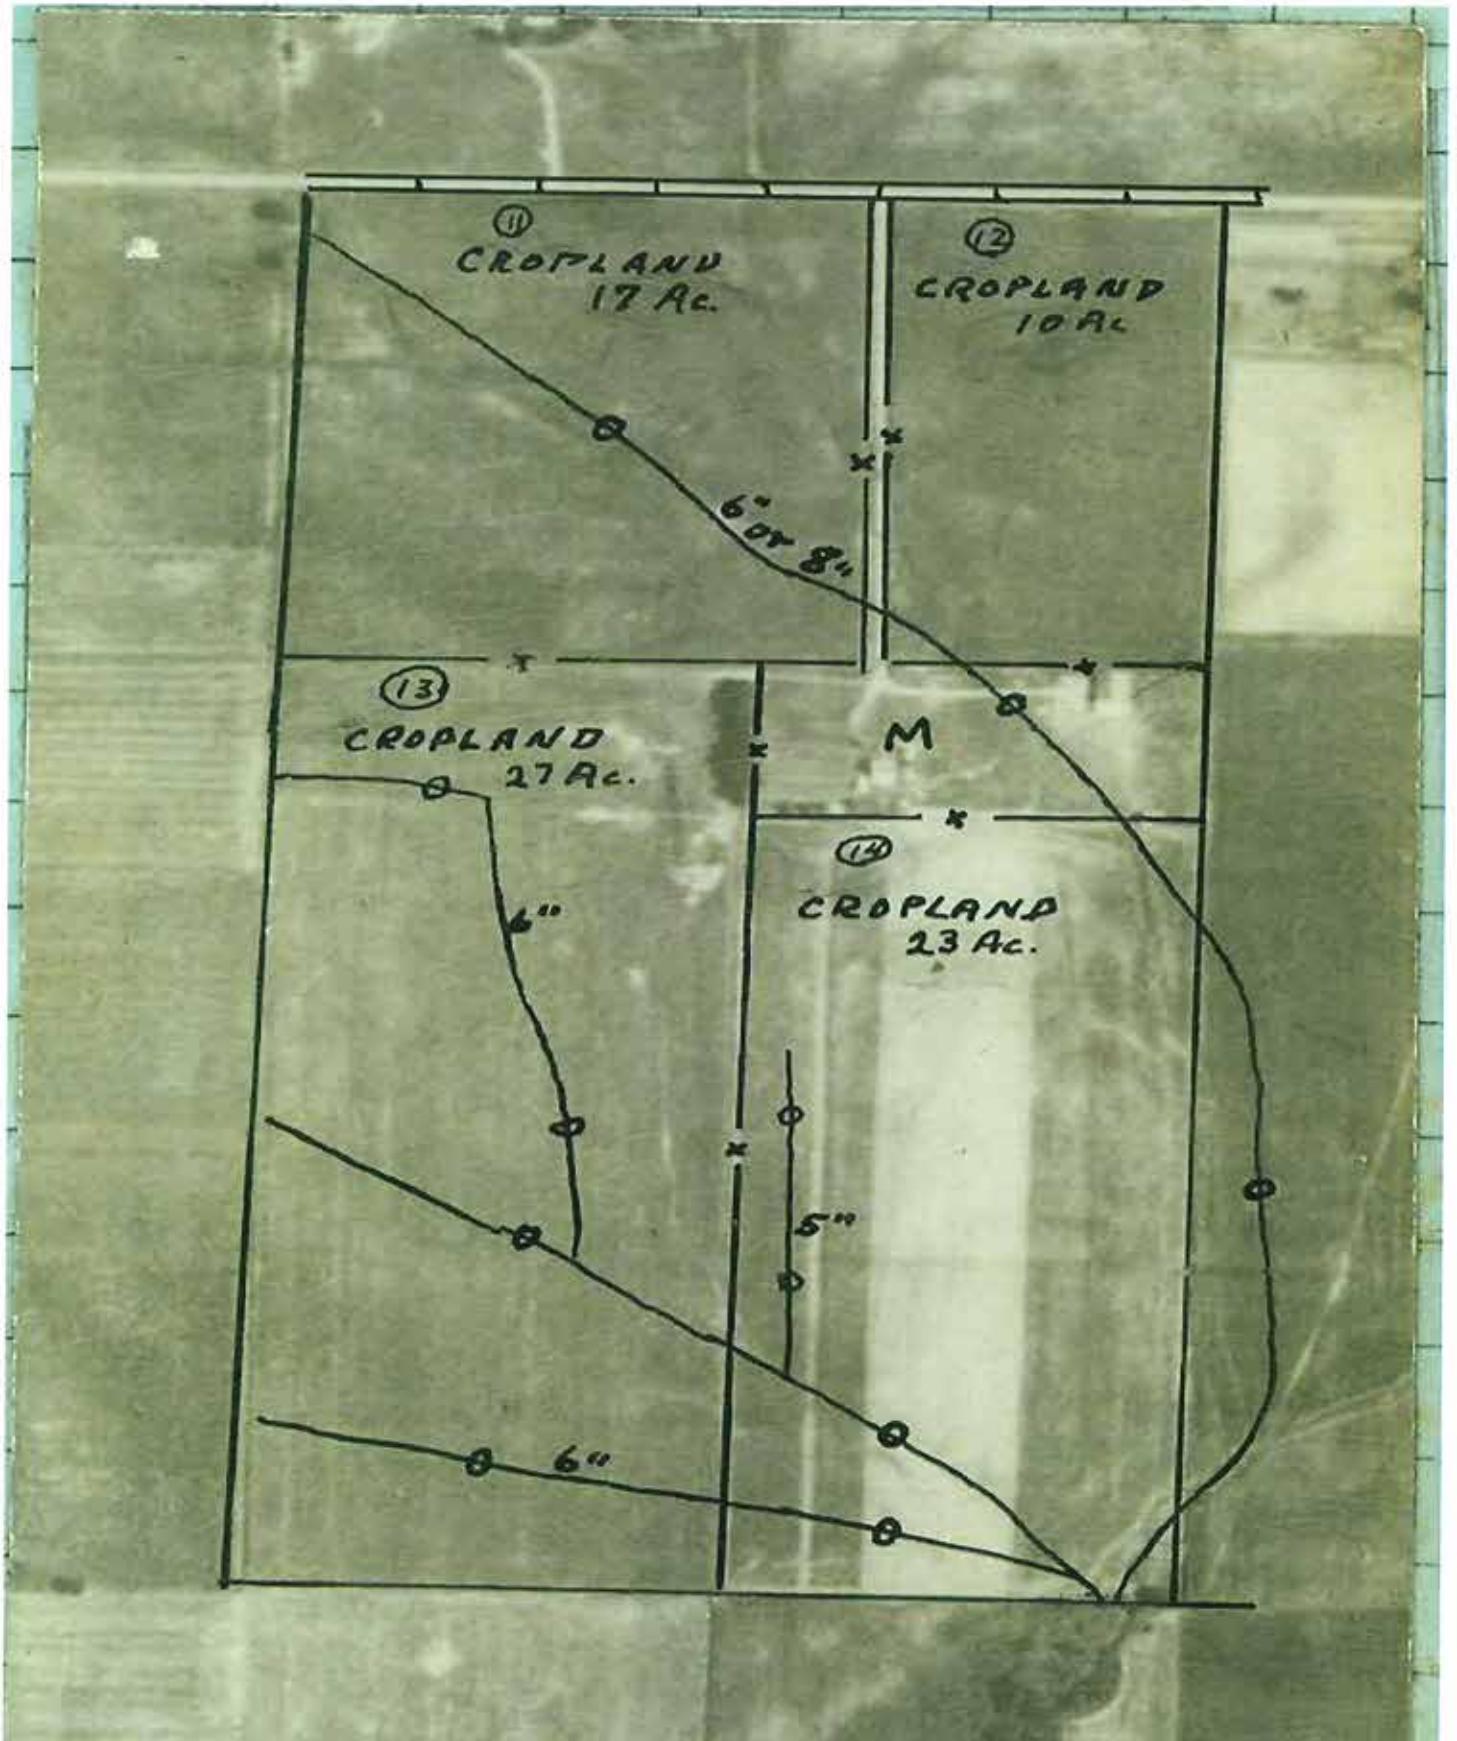 11
CROPLAND
17 Ac.
12
CROPLAND
10 Ac
6"
or 8"
13
CROPLAND
27 Ac.
M
14
CROPLAND
23 Ac.
6"
5"
6"